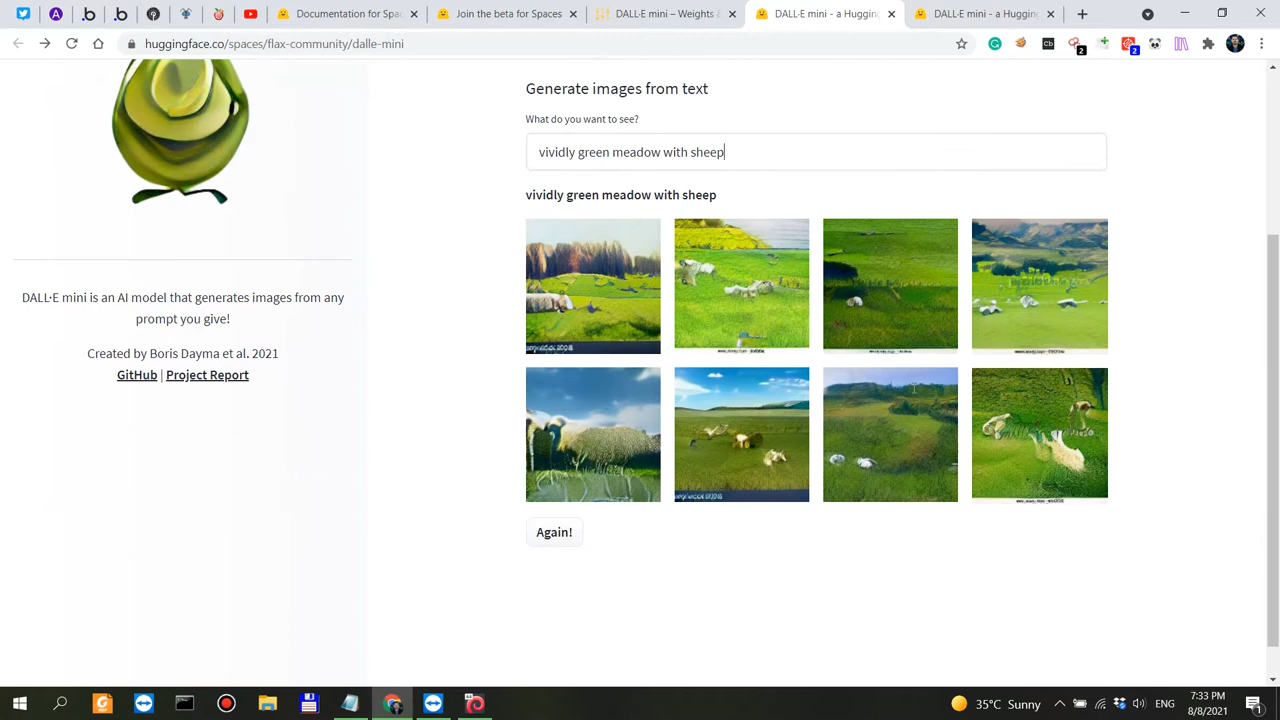 Documentation for Spac
Join the beta for Spaces
DALL·E mini – Weights &
DALL·E mini - a Hugging
DALL·E mini - a Hugging
huggingface.co/spaces/flax-community/dalle-mini
2
2
Generate images from text
What do you want to see?
vividly green meadow with sheep
vividly green meadow with sheep
DALL·E mini is an AI model that generates images from any
prompt you give!
Created by Boris Dayma et al. 2021
GitHub | Project Report
Again!
35°C Sunny
ENG
7:33 PM
8/8/2021
1